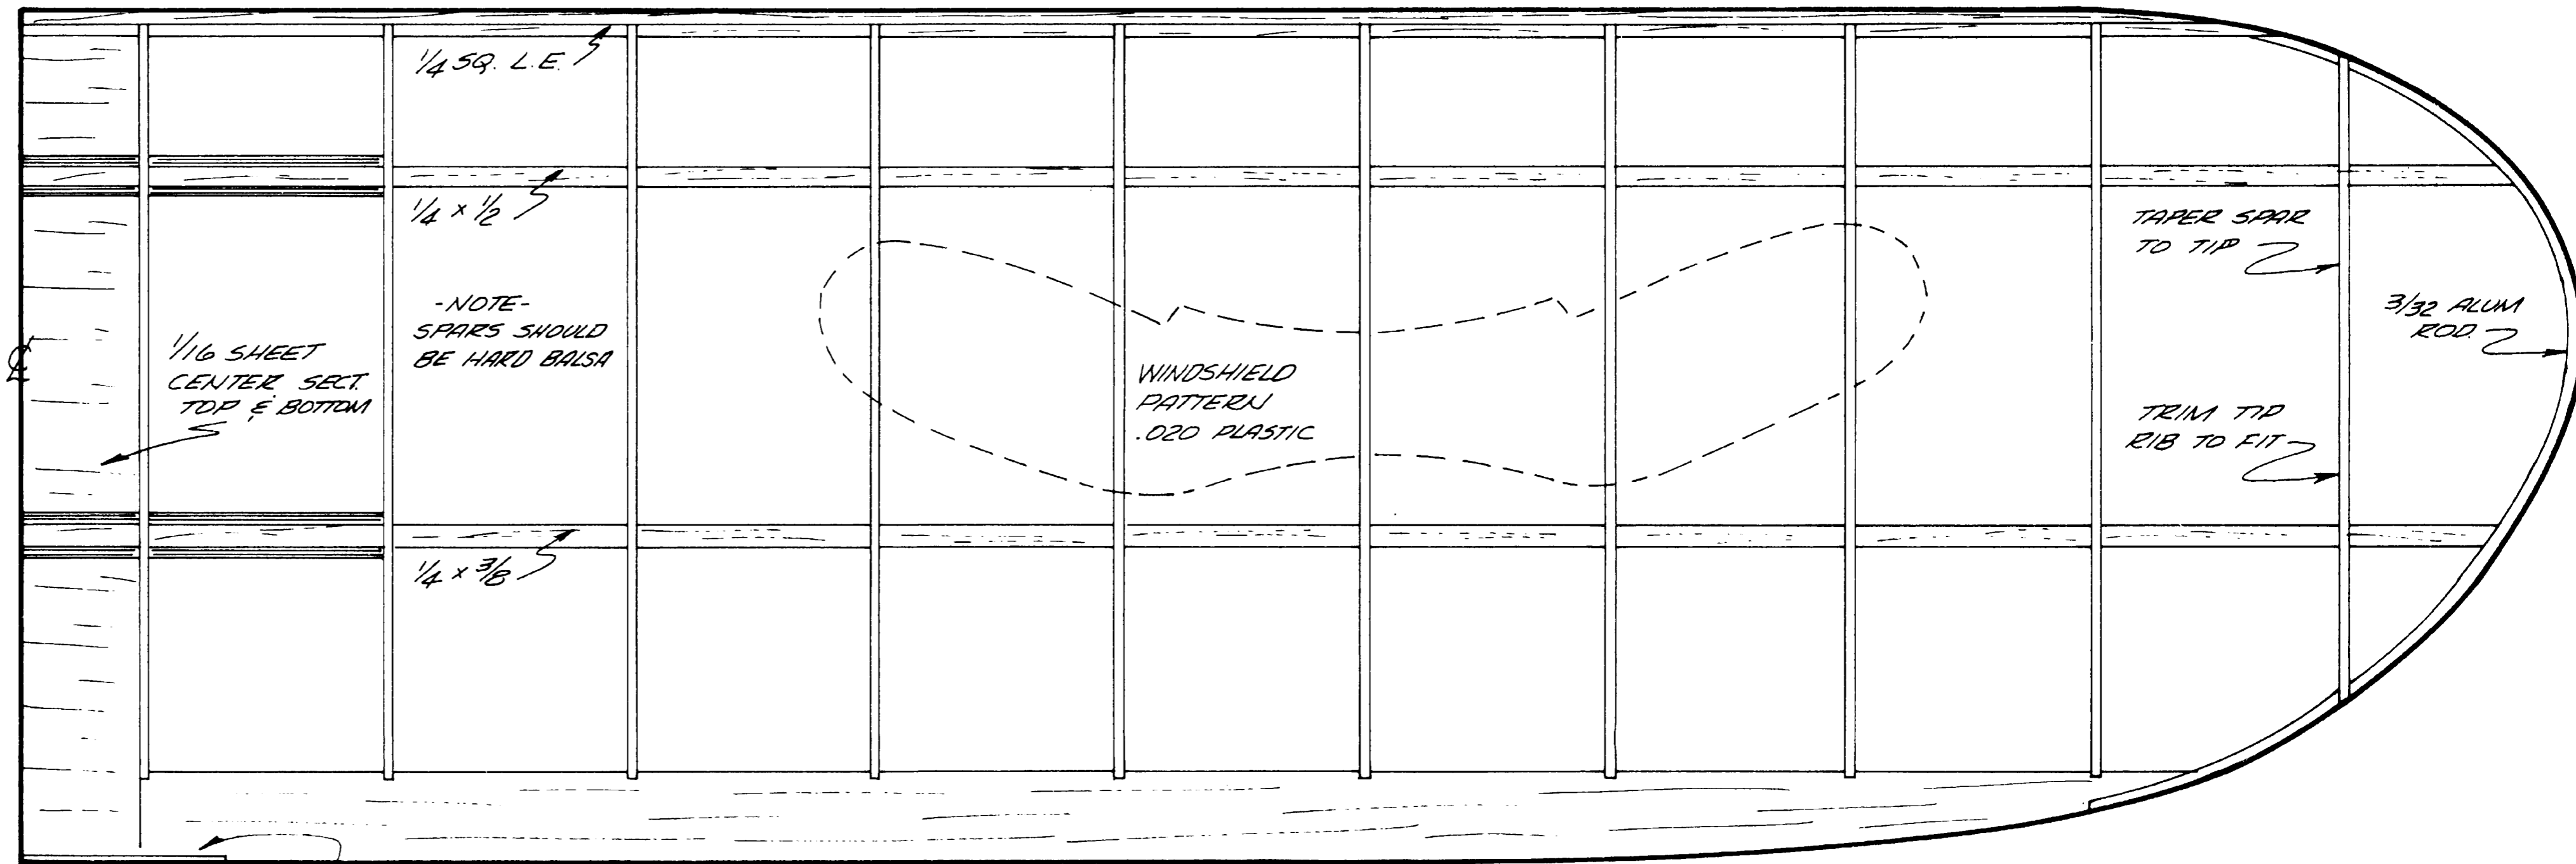 1/4 SQ. L.E.
1/4 x 1/2
-NOTE-
SPARS SHOULD
BE HARD BALSA
1/16 SHEET
CENTER SECT.
TOP & BOTTOM
℄
1/4 x 3/8
WINDSHIELD
PATTERN
.020 PLASTIC
TAPER SPAR
TO TIP
3/32 ALUM
ROD.
TRIM TIP
RIB TO FIT